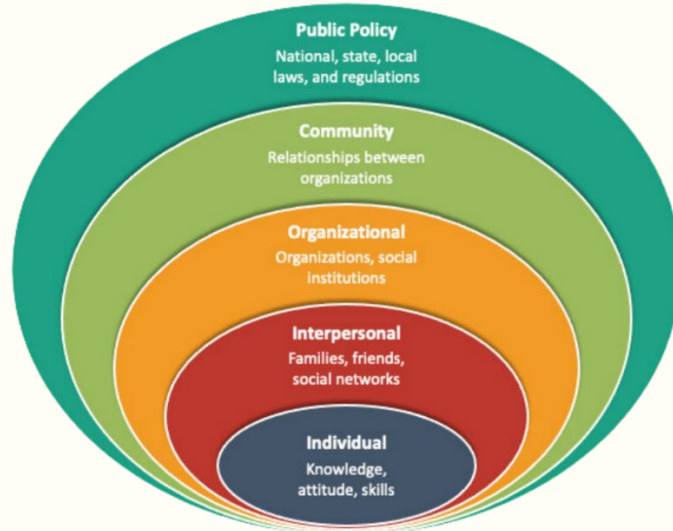 Public Policy
National, state, local
laws, and regulations
Community
Relationships between
organizations
Organizational
Organizations, social
institutions
Interpersonal
Families, friends,
social networks
Individual
Knowledge,
attitude, skills